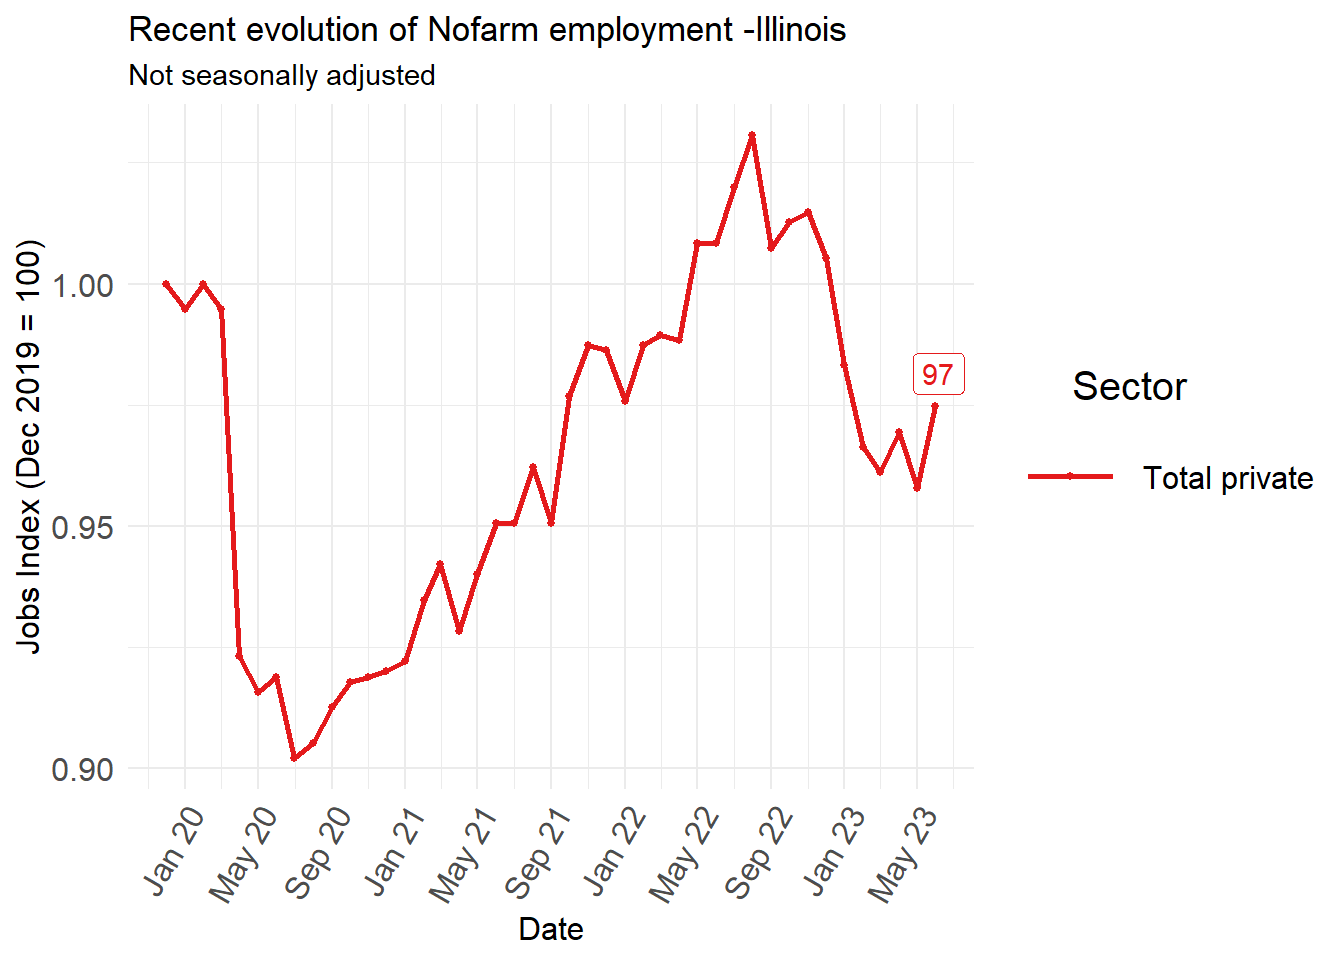 Recent evolution of Nofarm employment -Illinois
Not seasonally adjusted
Jobs Index (Dec 2019 = 100)
1.00
0.95
0.90
97
Sector
Total private
Jan 20
May 20
Sep 20
Jan 21
May 21
Sep 21
Jan 22
May 22
Sep 22
Jan 23
May 23
Date